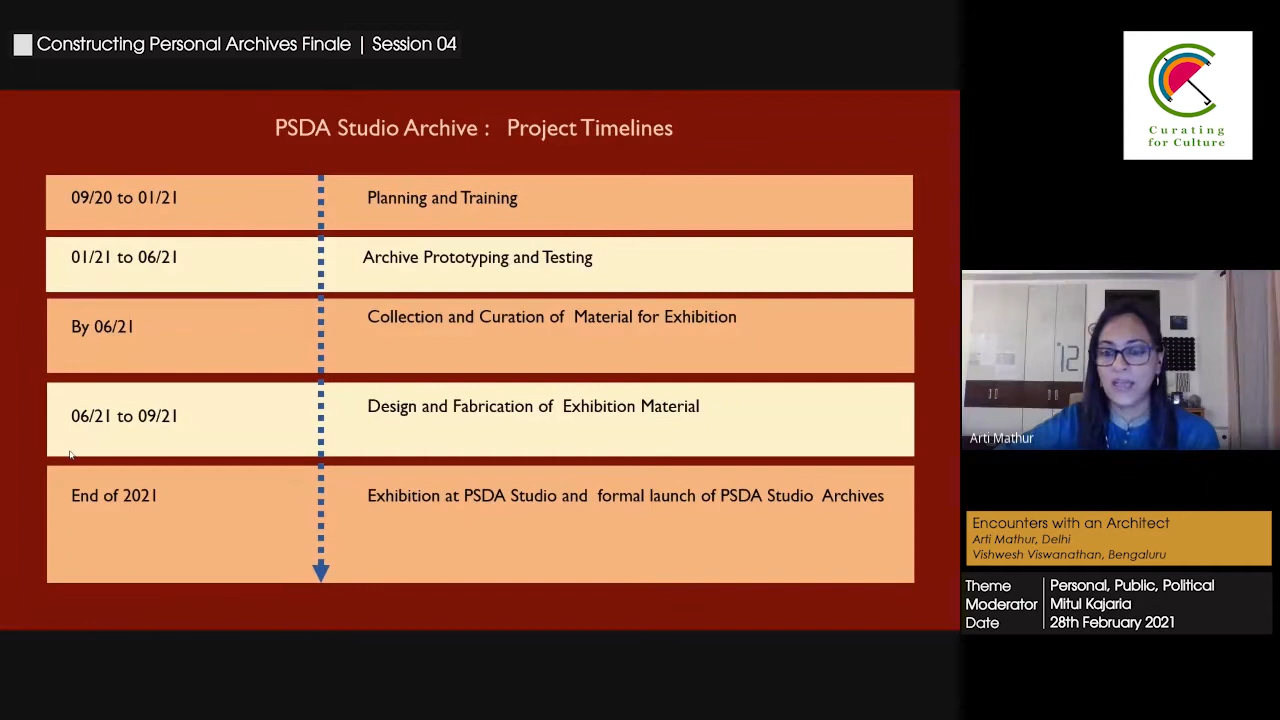 Constructing Personal Archives Finale | Session 04
Curating
for Culture
PSDA Studio Archive : Project Timelines
09/20 to 01/21 Planning and Training
01/21 to 06/21 Archive Prototyping and Testing
By 06/21 Collection and Curation of Material for Exhibition
06/21 to 09/21 Design and Fabrication of Exhibition Material
End of 2021 Exhibition at PSDA Studio and formal launch of PSDA Studio Archives
12
Arti Mathur
Encounters with an Architect
Arti Mathur, Delhi
Vishwesh Viswanathan, Bengaluru
Theme Personal, Public, Political
Moderator Mitul Kajaria
Date 28th February 2021